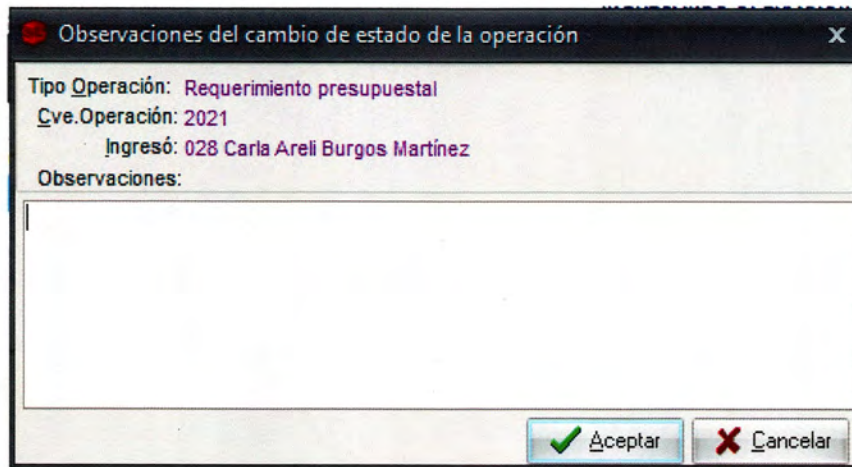 Observaciones del cambio de estado de la operación X
Tipo Operación: Requerimiento presupuestal
Cve.Operación: 2021
Ingresó: 028 Carla Areli Burgos Martínez
Observaciones:
Aceptar Cancelar